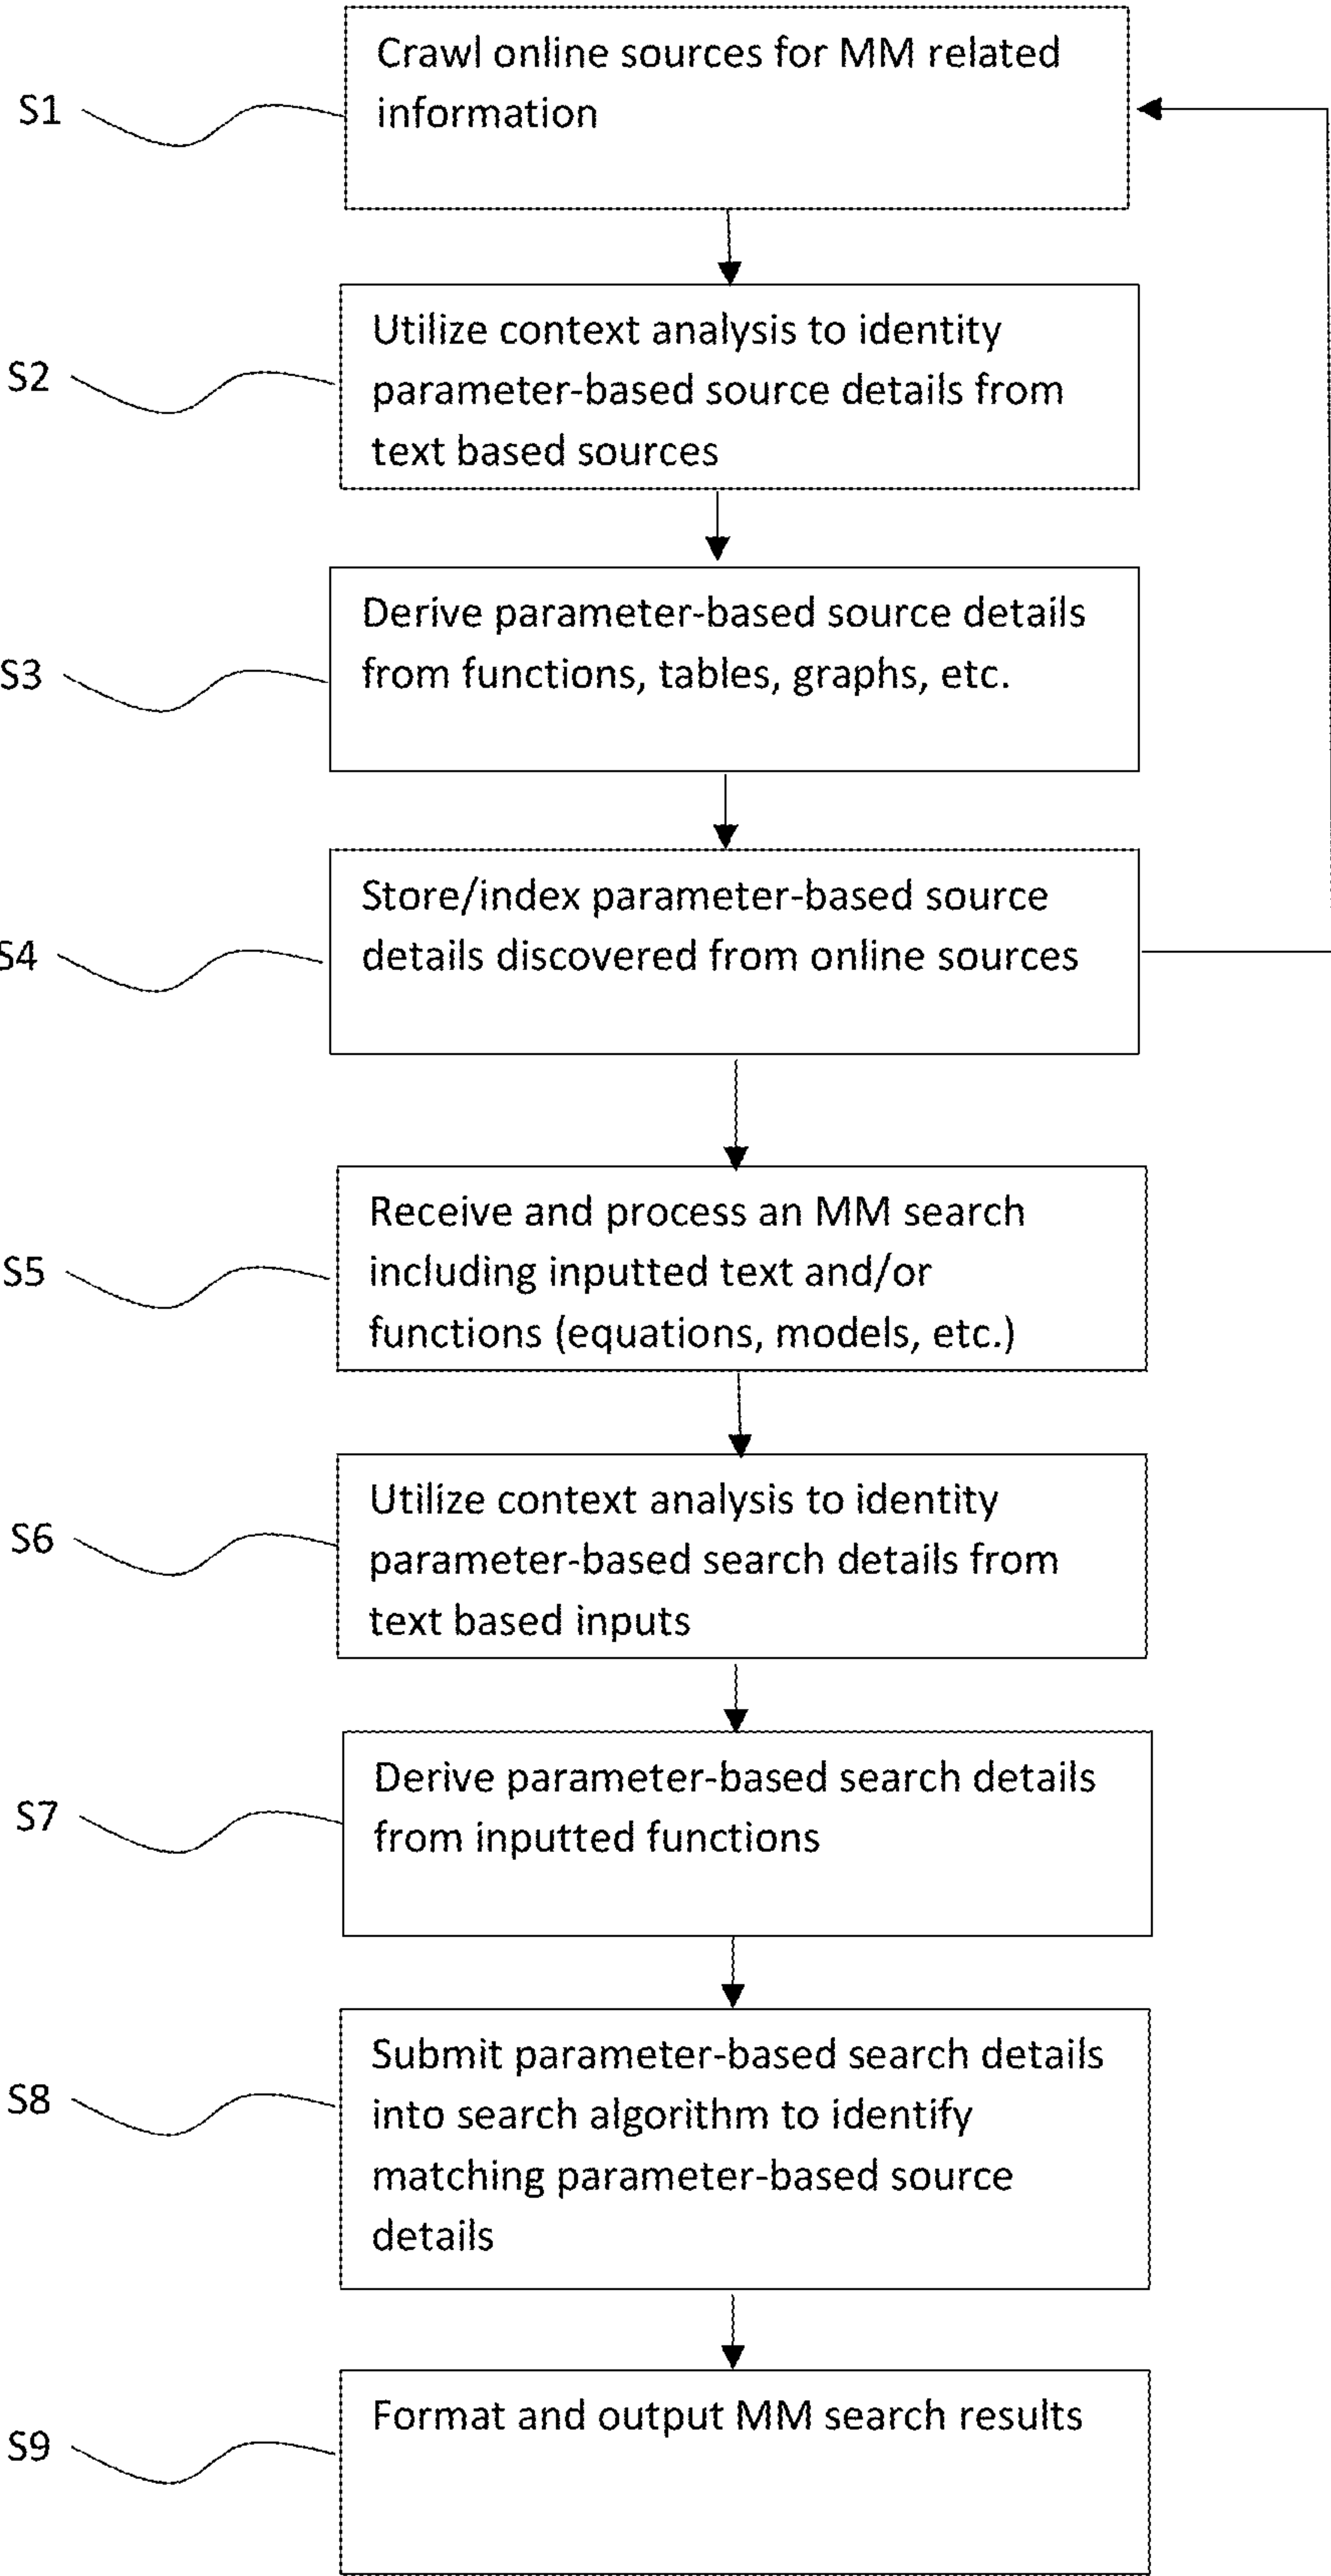 S1
Crawl online sources for MM related
information
S2
Utilize context analysis to identity
parameter-based source details from
text based sources
S3
Derive parameter-based source details
from functions, tables, graphs, etc.
S4
Store/index parameter-based source
details discovered from online sources
S5
Receive and process an MM search
including inputted text and/or
functions (equations, models, etc.)
S6
Utilize context analysis to identity
parameter-based search details from
text based inputs
S7
Derive parameter-based search details
from inputted functions
S8
Submit parameter-based search details
into search algorithm to identify
matching parameter-based source
details
S9
Format and output MM search results